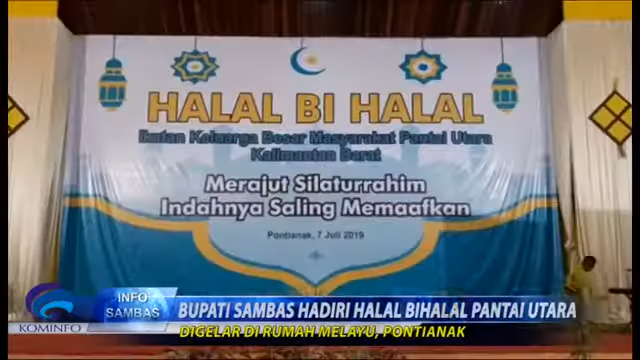 HALAL BI HALAL
Ikatan Keluarga Besar Masyarakat Pantai Utara
Kalimantan Barat
Merajut Silaturrahim
Indahnya Saling Memaafkan
Pontianak, 7 Juli 2019
INFO
SAMBAS
KOMINFO
BUPATI SAMBAS HADIRI HALAL BIHALAL PANTAI UTARA
DIGELAR DI RUMAH MELAYU, PONTIANAK